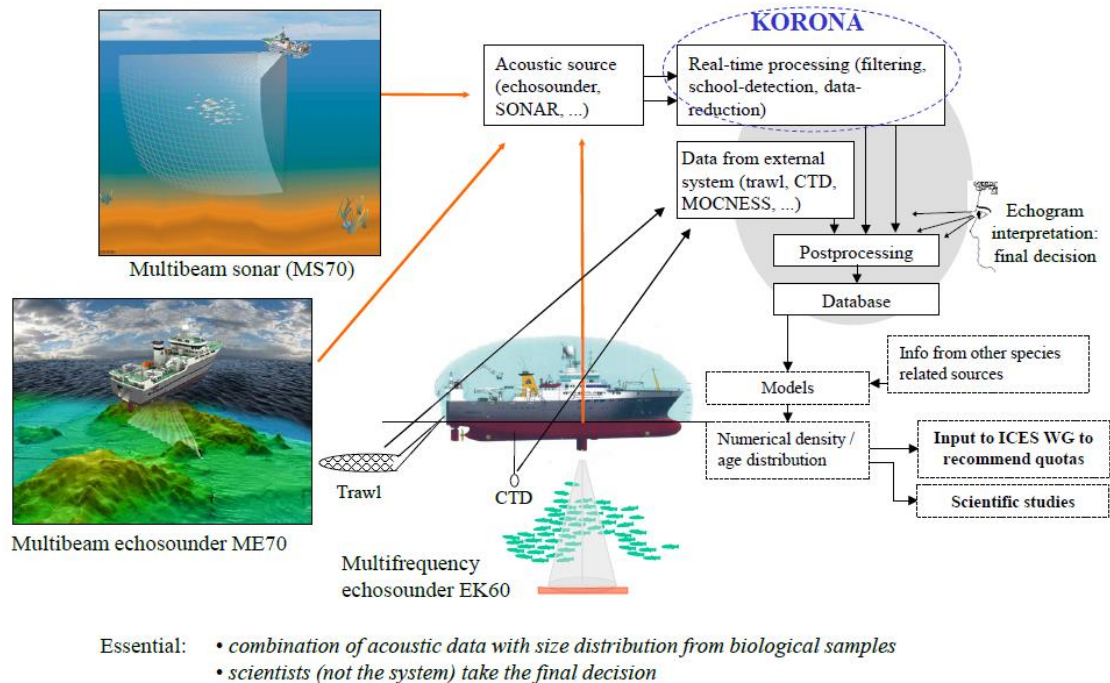 KORONA
Acoustic source
(echosounder,
SONAR, ...)
Real-time processing (filtering,
school-detection, data-
reduction)
Data from external
system (trawl, CTD,
MOCNESS, ...)
Echogram
interpretation:
final decision
Postprocessing
Multibeam sonar (MS70)
Database
Info from other species
related sources
Models
Numerical density /
age distribution
Input to ICES WG to
recommend quotas
Scientific studies
Trawl
CTD
Multibeam echosounder ME70
Multifrequency
echosounder EK60
Essential: • combination of acoustic data with size distribution from biological samples
• scientists (not the system) take the final decision